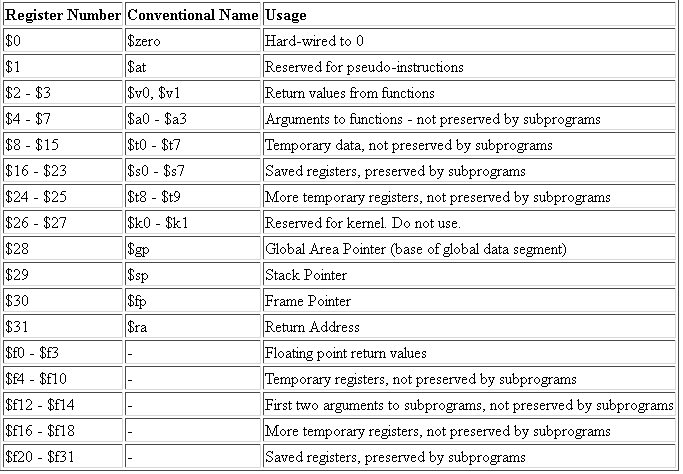 Register Number Conventional Name Usage
$0 $zero Hard-wired to 0
$1 $at Reserved for pseudo-instructions
$2 - $3 $v0, $v1 Return values from functions
$4 - $7 $a0 - $a3 Arguments to functions - not preserved by subprograms
$8 - $15 $t0 - $t7 Temporary data, not preserved by subprograms
$16 - $23 $s0 - $s7 Saved registers, preserved by subprograms
$24 - $25 $t8 - $t9 More temporary registers, not preserved by subprograms
$26 - $27 $k0 - $k1 Reserved for kernel. Do not use.
$28 $gp Global Area Pointer (base of global data segment)
$29 $sp Stack Pointer
$30 $fp Frame Pointer
$31 $ra Return Address
$f0 - $f3 - Floating point return values
$f4 - $f10 - Temporary registers, not preserved by subprograms
$f12 - $f14 - First two arguments to subprograms, not preserved by subprograms
$f16 - $f18 - More temporary registers, not preserved by subprograms
$f20 - $f31 - Saved registers, preserved by subprograms